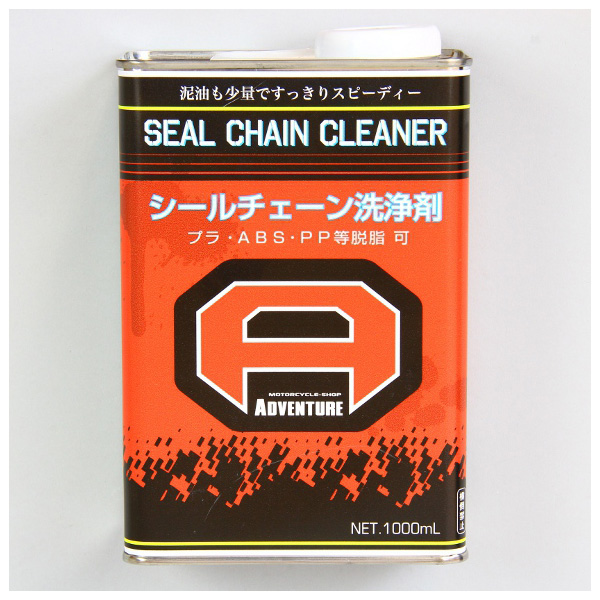 泥油も少量ですっきりスピーディー
SEAL CHAIN CLEANER
シールチェーン洗浄剤
プラ・ABS・PP等脱脂 可
MOTORCYCLE-SHOP
ADVENTURE
NET.1000mL